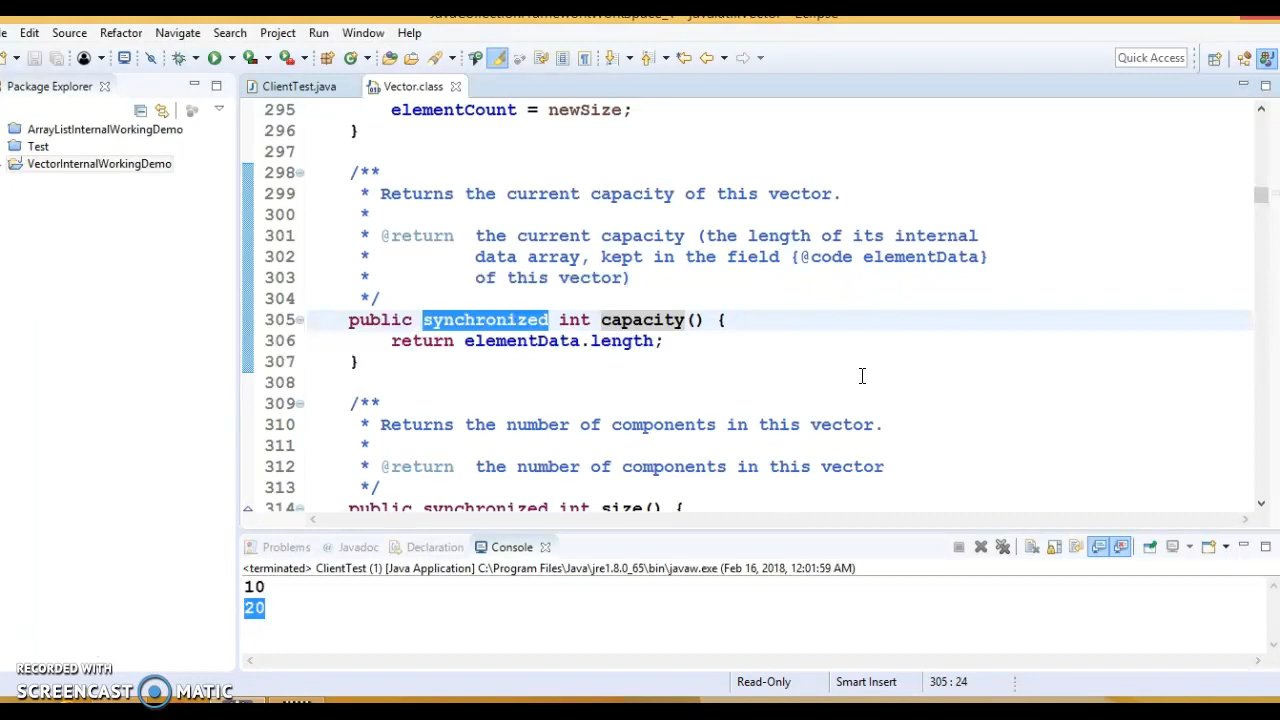 JavaCollectionFrameworkWorkSpace_1 - java.util.Vector - Eclipse
Edit Source Refactor Navigate Search Project Run Window Help
Quick Access
Package Explorer
ClientTest.java Vector.class
ArrayListInternalWorkingDemo
Test
VectorInternalWorkingDemo
295 elementCount = newSize;
296 }
297
298 /**
299 * Returns the current capacity of this vector.
300 *
301 * @return the current capacity (the length of its internal
302 * data array, kept in the field {@code elementData}
303 * of this vector)
304 */
305 public synchronized int capacity() {
306 return elementData.length;
307 }
308
309 /**
310 * Returns the number of components in this vector.
311 *
312 * @return the number of components in this vector
313 */
314 public synchronized int size() {
Problems @ Javadoc Declaration Console
<terminated> ClientTest (1) [Java Application] C:\Program Files\Java\jre1.8.0_65\bin\javaw.exe (Feb 16, 2018, 12:01:59 AM)
10
20
RECORDED WITH
SCREENCAST MATIC
Read-Only Smart Insert 305 : 24